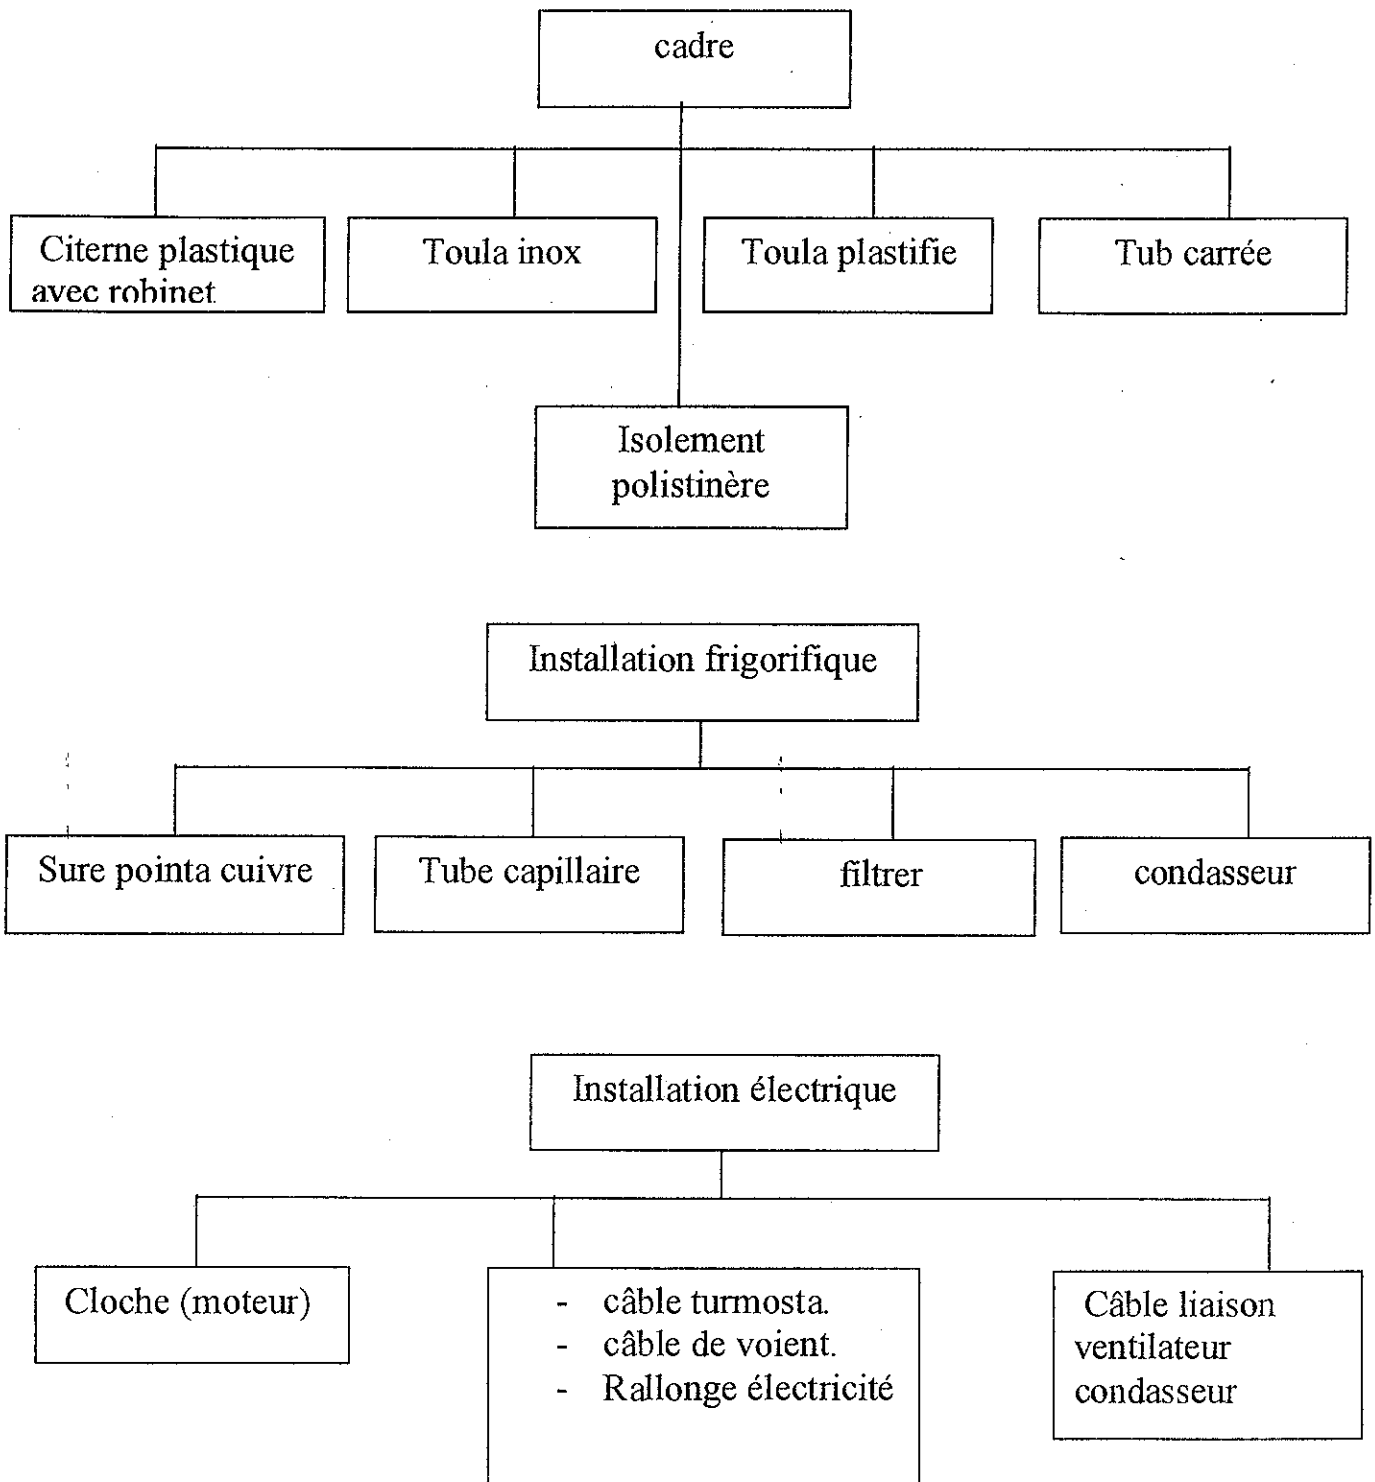 cadre
Citerne plastique
avec robinet
Toula inox
Toula plastifie
Tub carrée
Isolement
polistinère
Installation frigorifique
Sure pointa cuivre
Tube capillaire
filtrer
condasseur
Installation électrique
Cloche (moteur)
- câble turmosta.
- câble de voient.
- Rallonge électricité
Câble liaison
ventilateur
condasseur